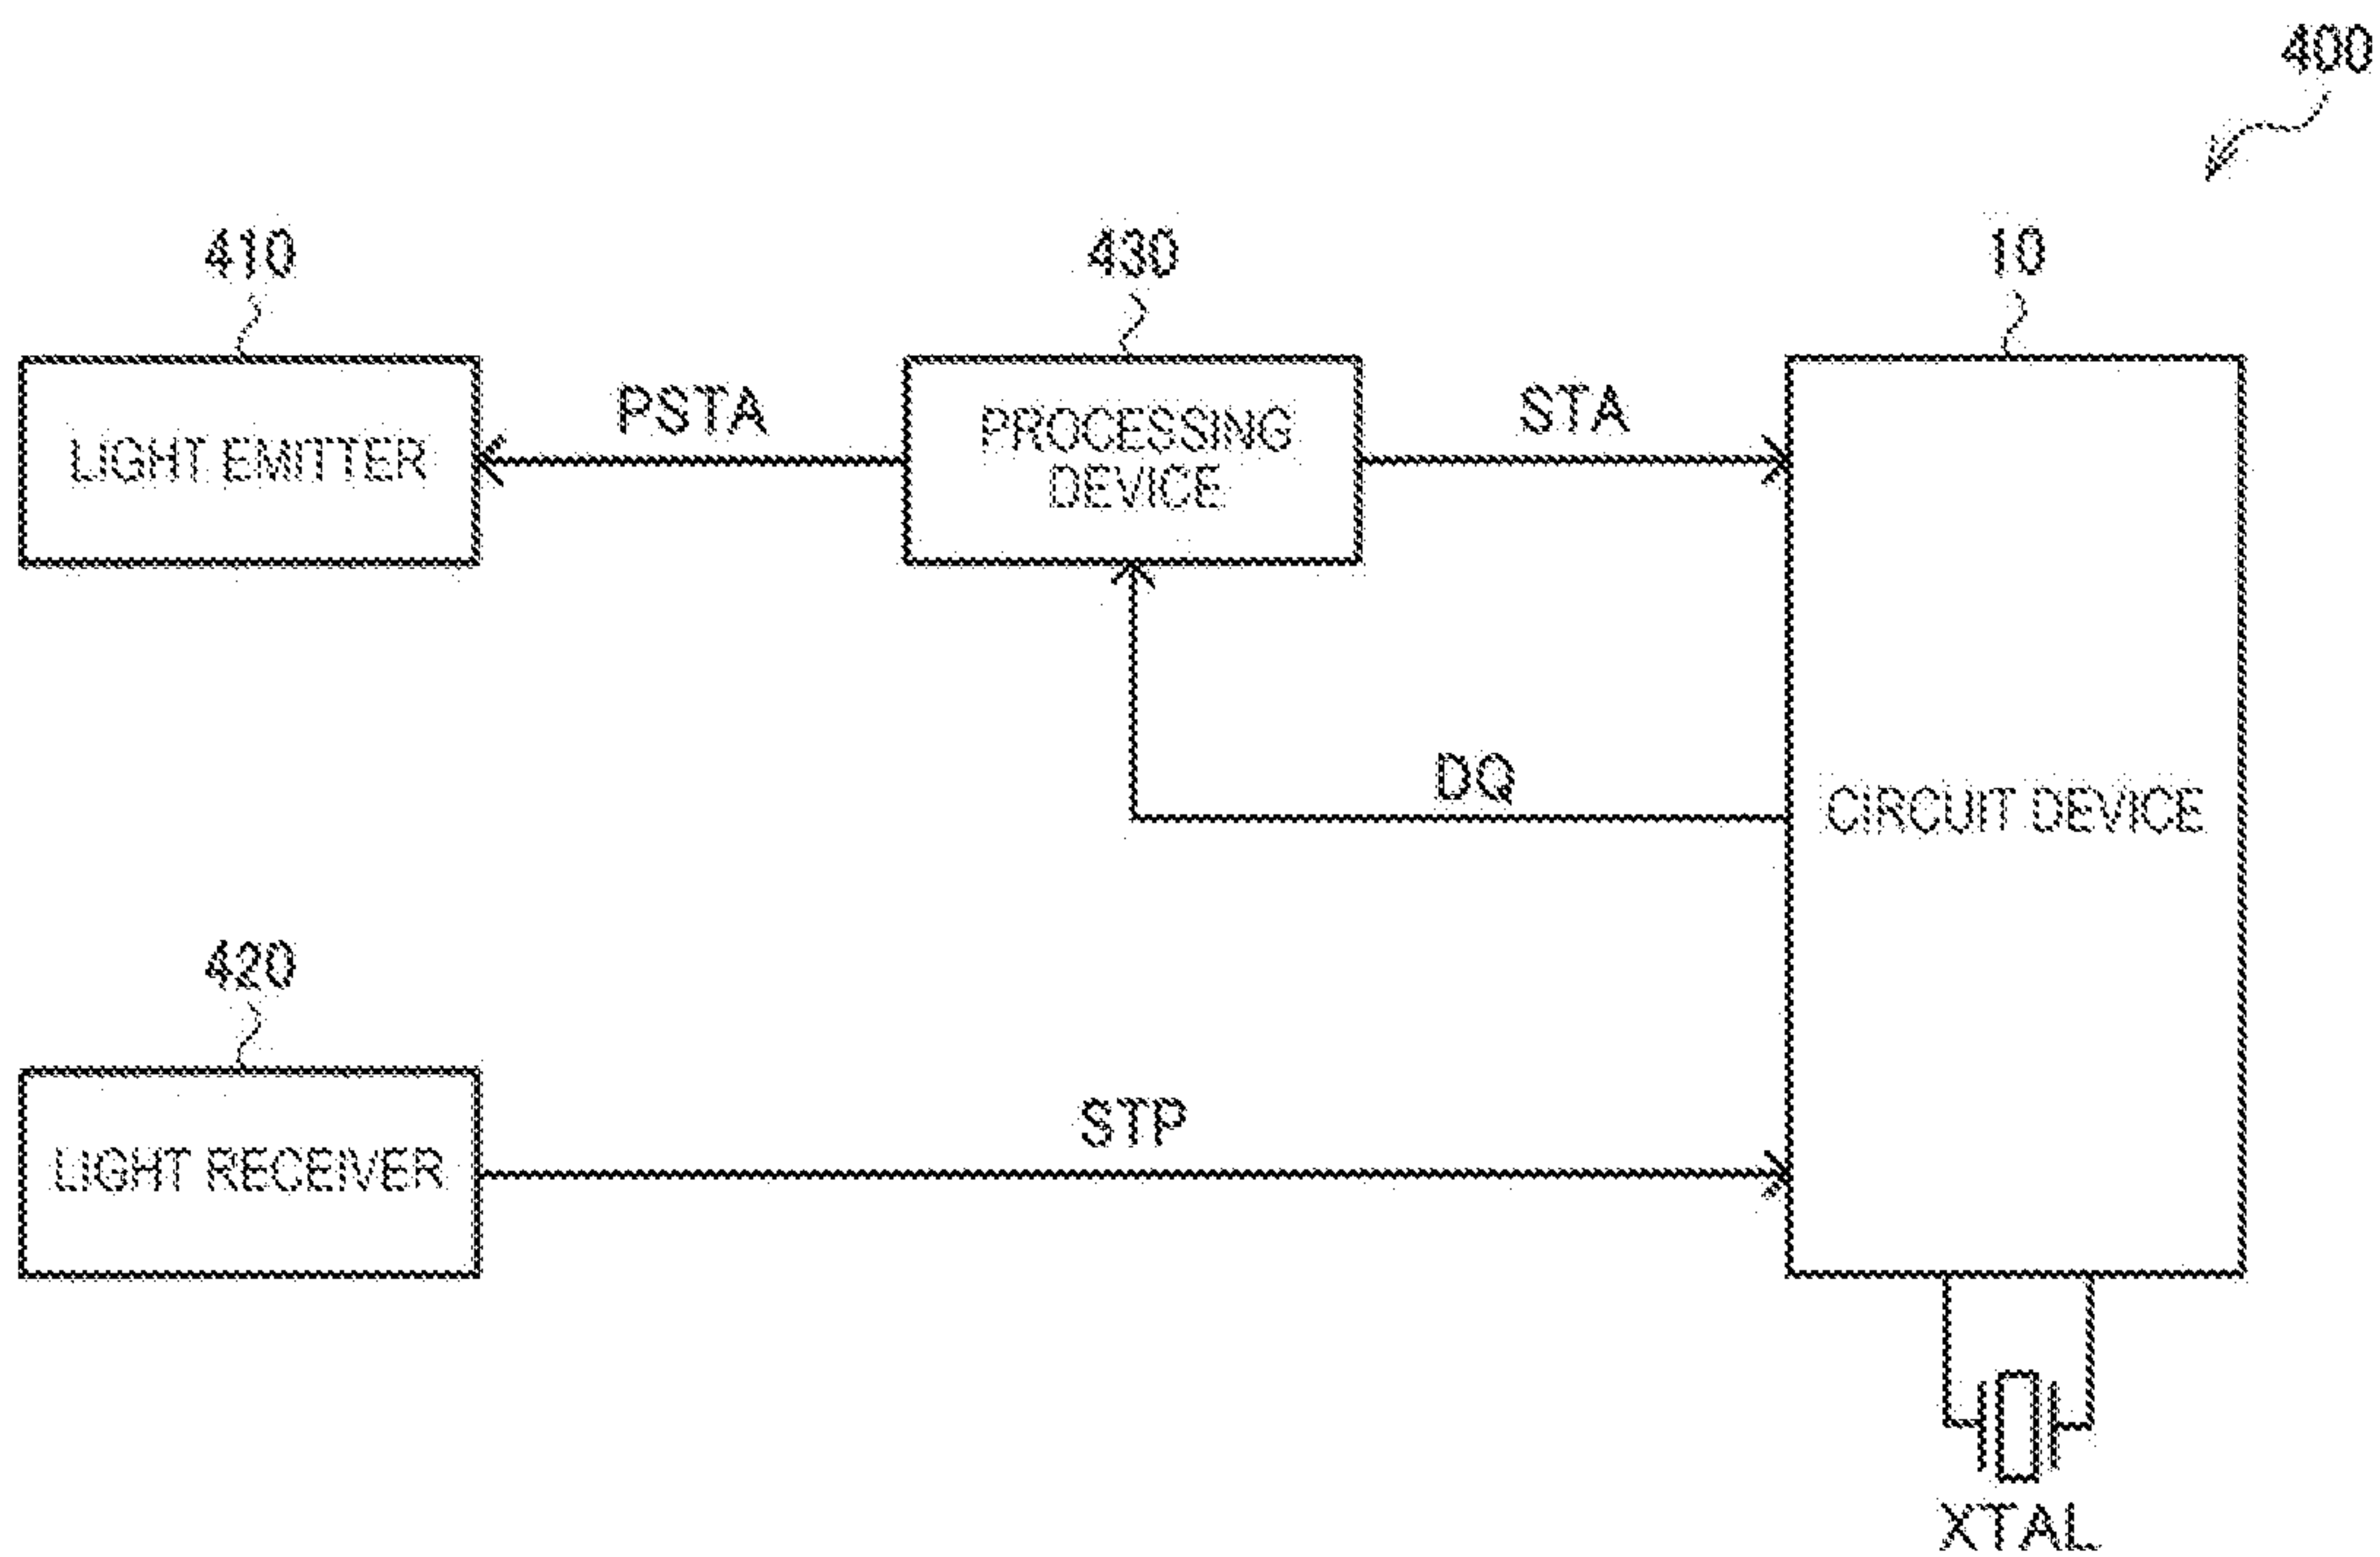 400
410
430
10
PSTA
STA
LIGHT EMITTER
PROCESSING
DEVICE
DQ
CIRCUIT DEVICE
420
STP
LIGHT RECEIVER
XTAL